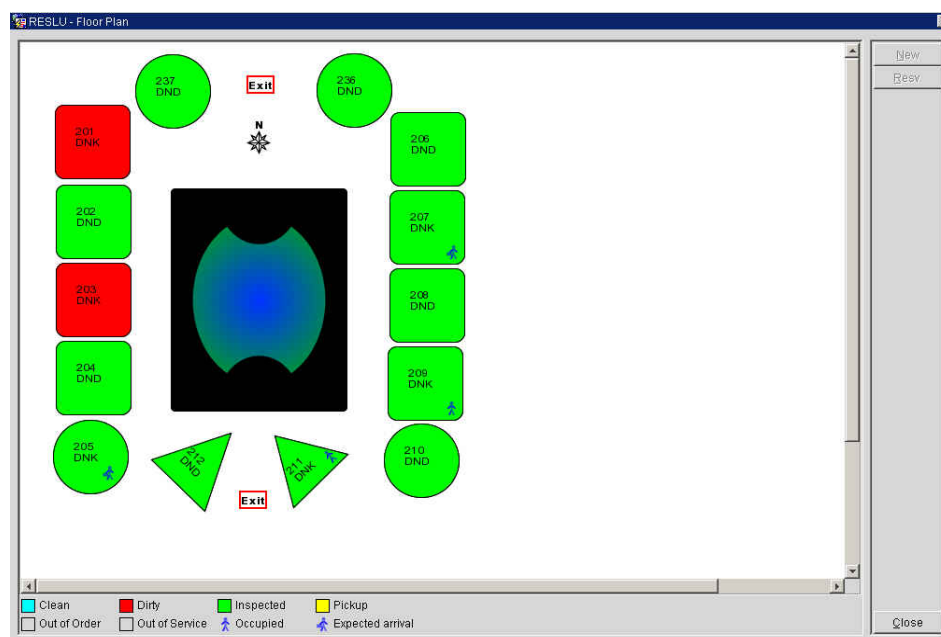 RESLU - Floor Plan
New
Resv.
237
DND
Exit
236
DND
N
201
DNK
206
DND
202
DND
207
DNK
203
DNK
208
DND
204
DND
209
DNK
205
DNK
212
DND
211
DNK
210
DND
Exit
Clean
Dirty
Inspected
Pickup
Out of Order
Out of Service
Occupied
Expected arrival
Close